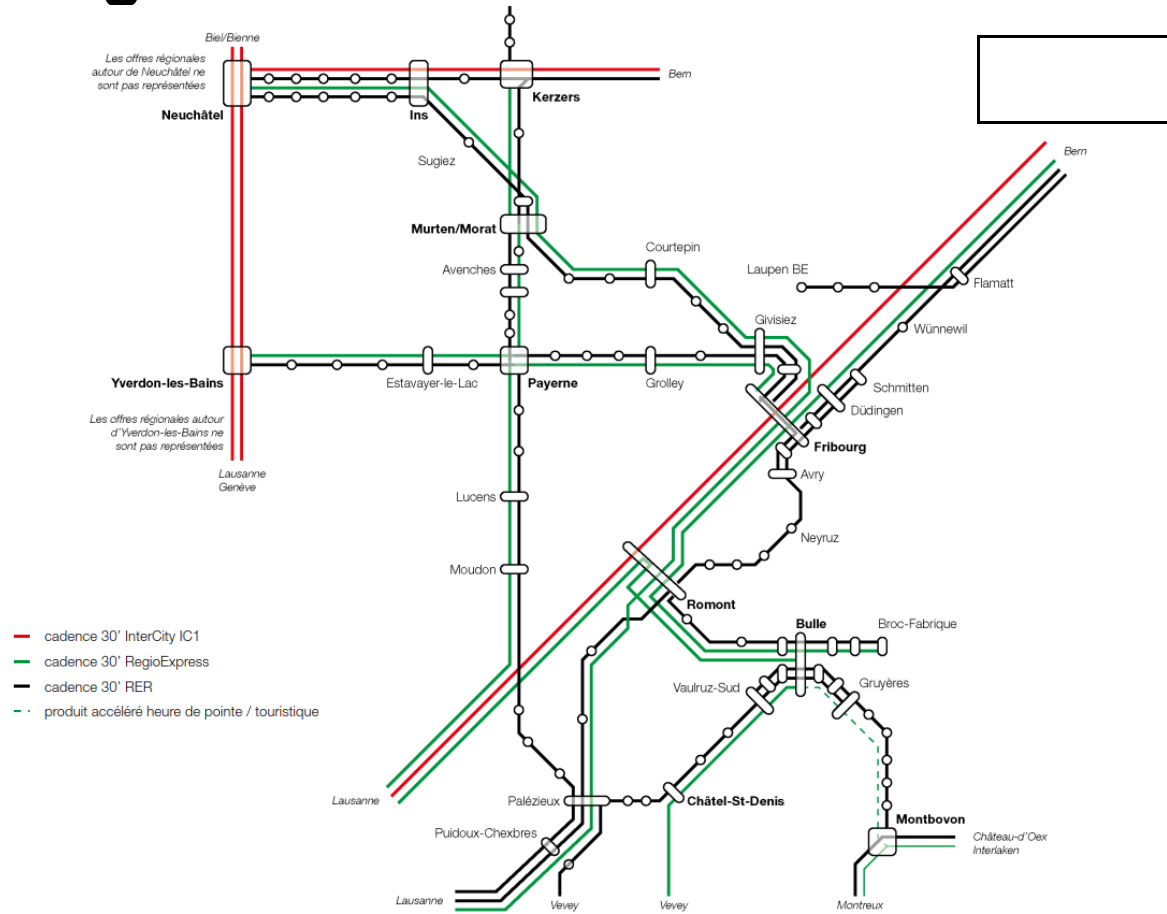 Biel/Bienne
Les offres régionales
autour de Neuchâtel ne
sont pas représentées
Bern
Neuchâtel
Ins
Kerzers
Sugiez
Bern
Murten/Morat
Courtepin
Avenches
Laupen BE
Flamatt
Givisiez
Wünnewil
Yverdon-les-Bains
Estavayer-le-Lac
Payerne
Grolley
Schmitten
Düdingen
Les offres régionales autour
d'Yverdon-les-Bains ne
sont pas représentées
Fribourg
Lausanne
Genève
Avry
Lucens
Neyruz
Moudon
Romont
Bulle
Broc-Fabrique
cadence 30' InterCity IC1
cadence 30' RegioExpress
cadence 30' RER
produit accéléré heure de pointe / touristique
Vaulruz-Sud
Gruyères
Lausanne
Palézieux
Châtel-St-Denis
Montbovon
Puidoux-Chexbres
Château-d'Oex
Interlaken
Lausanne
Vevey
Vevey
Montreux